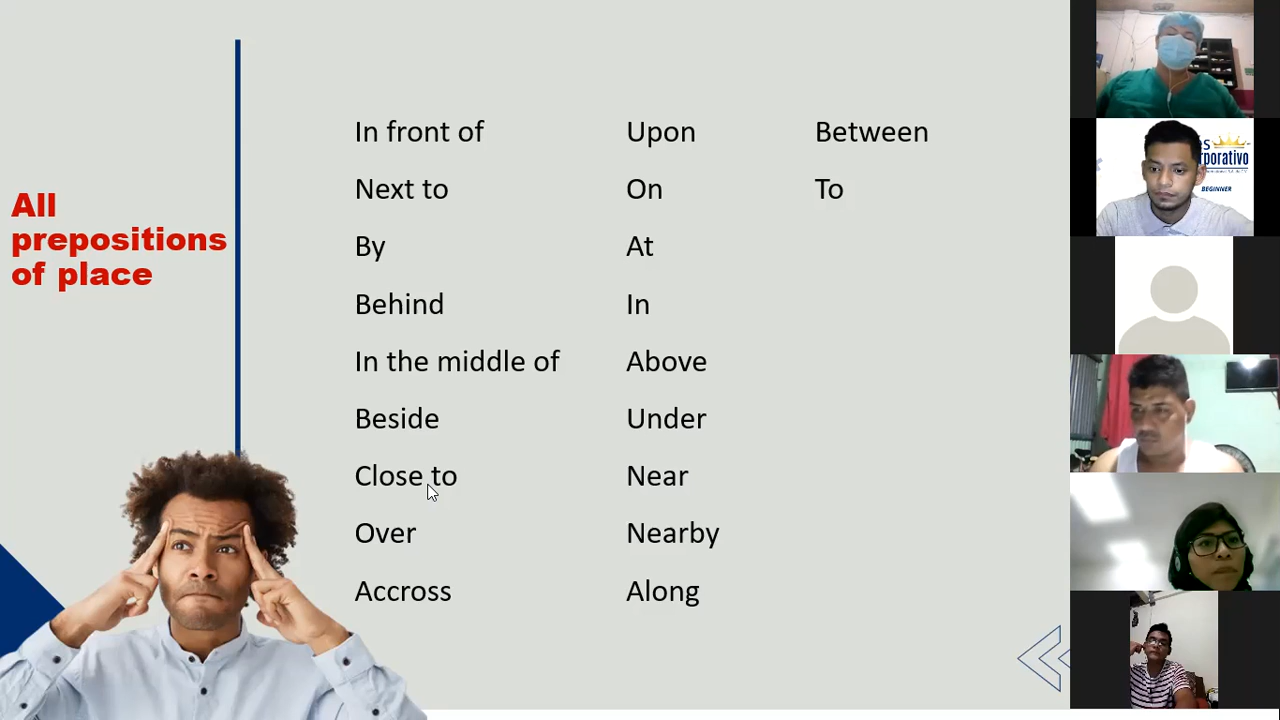 All
prepositions
of place
In front of
Next to
By
Behind
In the middle of
Beside
Close to
Over
Accross
Upon
On
At
In
Above
Under
Near
Nearby
Along
Between
To
BEGINNER